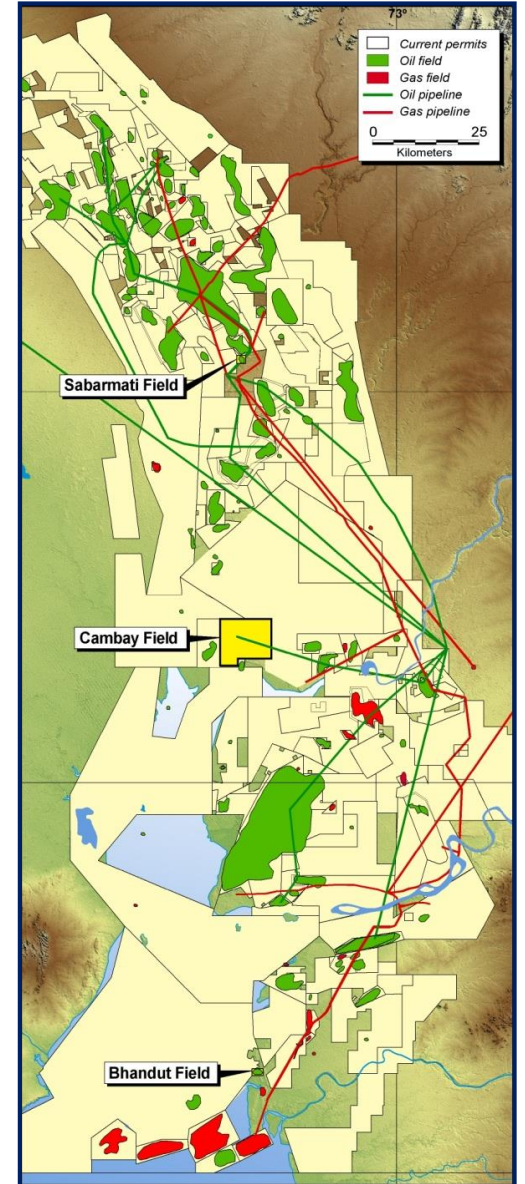 73°
Current permits
Oil field
Gas field
Oil pipeline
Gas pipeline
0 25
Kilometers
Sabarmati Field
Cambay Field
Bhandut Field